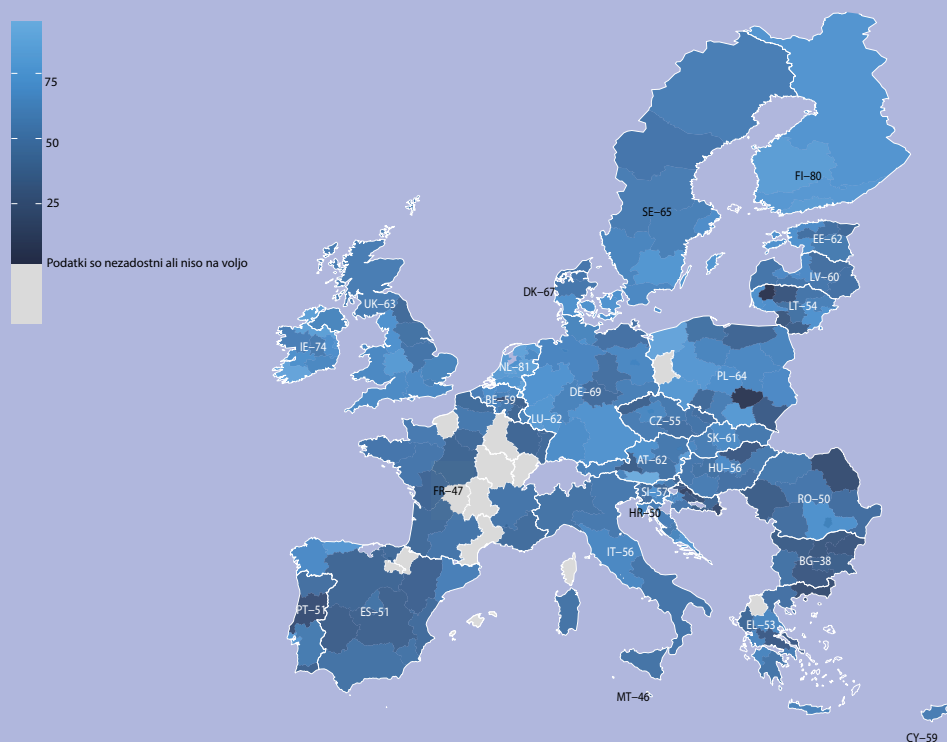 75
50
25
Podatki so nezadostni ali niso na voljo
FI–80
SE–65
EE–62
LV–60
LT–54
DK–67
UK–63
IE–74
NL–81
BE–59
LU–62
DE–69
PL–64
CZ–55
SK–61
AT–62
HU–56
SI–57
HR–50
RO–50
FR–47
IT–56
BG–38
PT–51
ES–51
EL–53
MT–46
CY–59